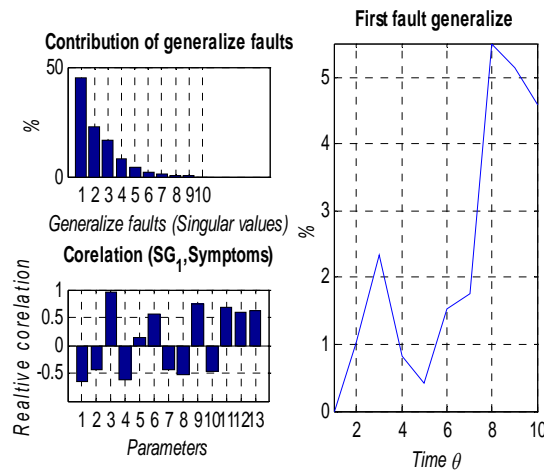 Contribution of generalize faults
50
%
0
1 2 3 4 5 6 7 8 9 10
Generalize faults (Singular values)
Corelation (SG1,Symptoms)
1
0.5
0
-0.5
Realtive corelation
1 2 3 4 5 6 7 8 9 10 11 12 13
Parameters
First fault generalize
5
4
3
2
1
0
%
2 4 6 8 10
Time θ